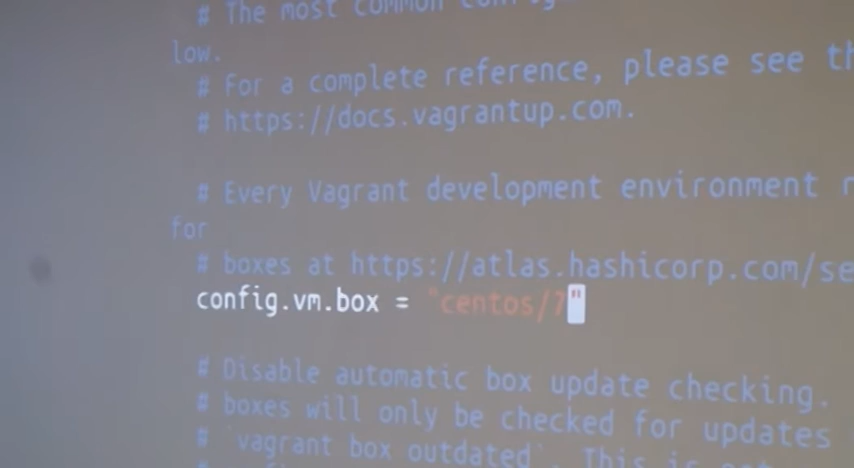 # The most common
low.
# For a complete reference, please see
# https://docs.vagrantup.com.
# Every Vagrant development environment
for
# boxes at https://atlas.hashicorp.com/se
config.vm.box = "centos/7"
# Disable automatic box update checking.
# boxes will only be checked for updates
# `vagrant box outdated`. This is